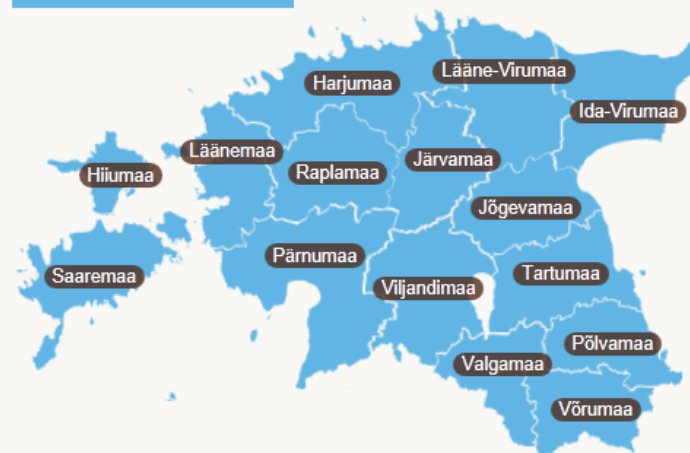 Lääne-Virumaa
Harjumaa
Ida-Virumaa
Läänemaa
Järvamaa
Raplamaa
Hiiumaa
Jõgevamaa
Pärnumaa
Tartumaa
Saaremaa
Viljandimaa
Põlvamaa
Valgamaa
Võrumaa